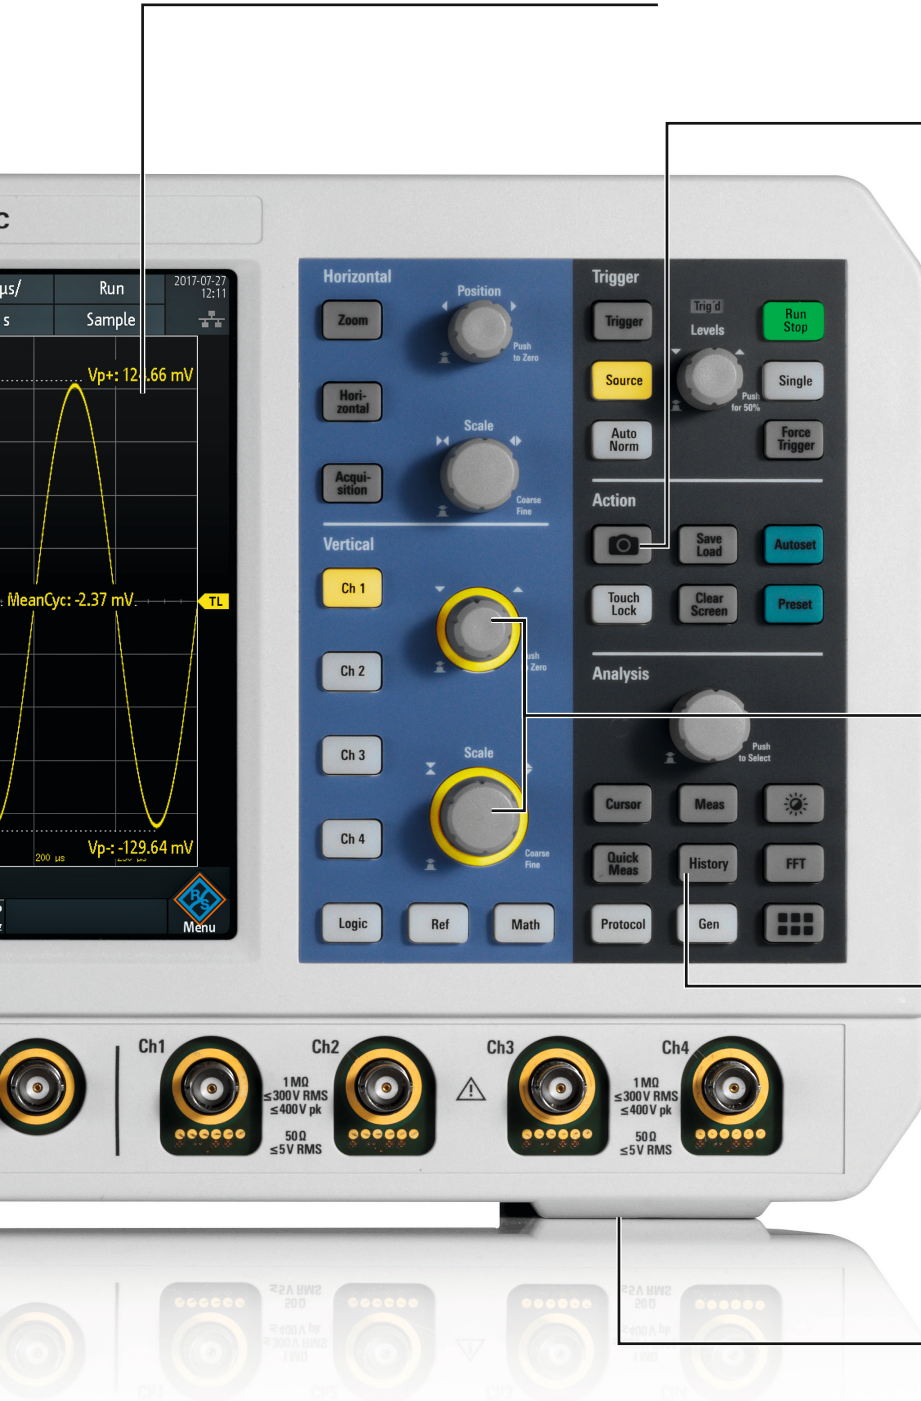 C
µs/
Run
2017-07-27
12:11
s
Sample
Vp+: 12 .66 mV
MeanCyc: -2.37 mV
TL
Vp-: -129.64 mV
200 µs
R S
Menu
Horizontal
Position
Zoom
Push
to Zero
Hori-
zontal
Scale
Acqui-
sition
Coarse
Fine
Vertical
Ch 1
Push
to Zero
Ch 2
Ch 3
Scale
Ch 4
Coarse
Fine
Logic
Ref
Math
Trigger
Trig'd
Run
Stop
Trigger
Levels
Source
Single
Push
for 50%
Auto
Norm
Force
Trigger
Action
Save
Load
Autoset
Touch
Lock
Clear
Screen
Preset
Analysis
Push
to Select
Cursor
Meas
Quick
Meas
History
FFT
Protocol
Gen
Ch1
Ch2
Ch3
Ch4
1 MΩ
≤300 V RMS
≤400 V pk
50 Ω
≤5 V RMS
1 MΩ
≤300 V RMS
≤400 V pk
50 Ω
≤5 V RMS